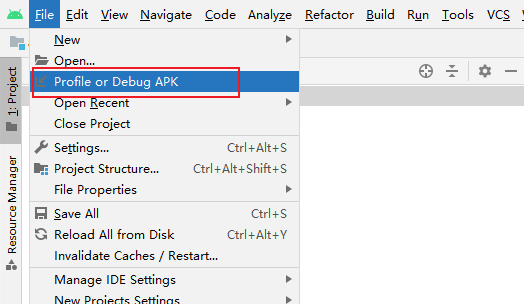 File Edit View Navigate Code Analyze Refactor Build Run Tools VCS
New
Open...
Profile or Debug APK
Open Recent
Close Project
Settings... Ctrl+Alt+S
Project Structure... Ctrl+Alt+Shift+S
File Properties
Save All Ctrl+S
Reload All from Disk Ctrl+Alt+Y
Invalidate Caches / Restart...
Manage IDE Settings
New Projects Settings
1: Project
Resource Manager